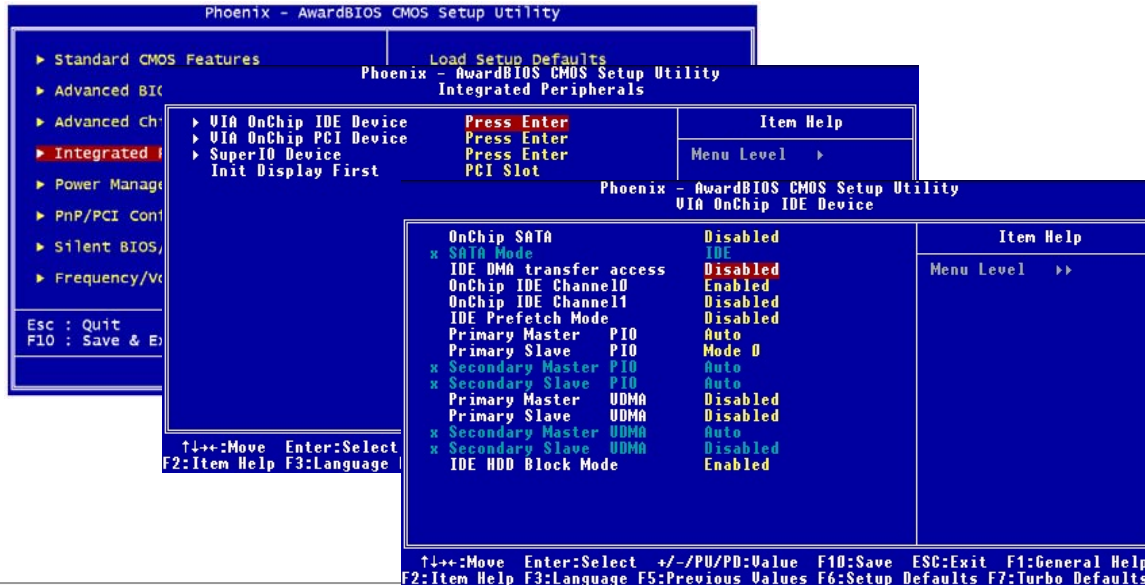 Phoenix - AwardBIOS CMOS Setup Utility
▶ Standard CMOS Features
Load Setup Defaults
▶ Advanced
▶ Advanced
▶ Integrated
▶ Power
▶ PnP/PCI
▶ Silent BIOS/
▶
Esc : Quit
F10 : Save &
Phoenix - AwardBIOS CMOS Setup Utility
Integrated Peripherals
▶ VIA OnChip IDE Device Press Enter
▶ VIA OnChip PCI Device Press Enter
▶ SuperIO Device Press Enter
Init Display First PCI Slot
Item Help
Menu Level ▶
↑↓→←:Move Enter:Select
F2:Item Help F3:Language
Phoenix - AwardBIOS CMOS Setup Utility
VIA OnChip IDE Device
OnChip SATA Disabled
x SATA Mode IDE
IDE DMA transfer access Disabled
OnChip IDE Channel0 Enabled
OnChip IDE Channel1 Disabled
IDE Prefetch Mode Disabled
Primary Master PIO Auto
Primary Slave PIO Mode 0
x Secondary Master PIO Auto
x Secondary Slave PIO Auto
Primary Master UDMA Disabled
Primary Slave UDMA Disabled
x Secondary Master UDMA Auto
x Secondary Slave UDMA Disabled
IDE HDD Block Mode Enabled
Item Help
Menu Level ▶▶
↑↓→←:Move Enter:Select +/-/PU/PD:Value F10:Save ESC:Exit F1:General Help
F2:Item Help F3:Language F5:Previous Values F6:Setup Defaults F7:Turbo Defaults